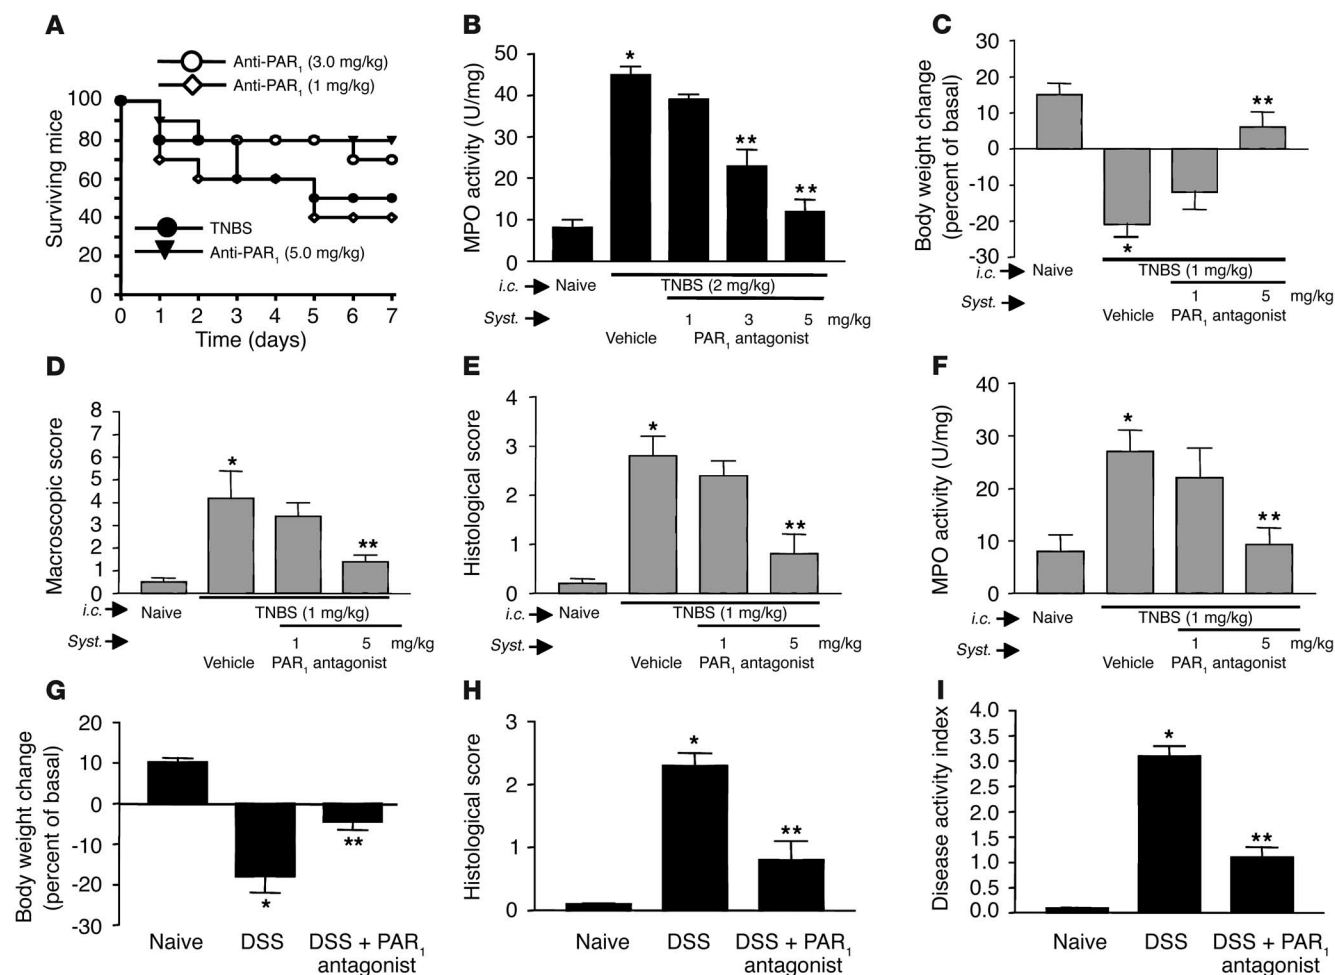 A
Anti-PAR1 (3.0 mg/kg)
Anti-PAR1 (1 mg/kg)
Surviving mice
100
80
60
40
20
0
TNBS
Anti-PAR1 (5.0 mg/kg)
0 1 2 3 4 5 6 7
Time (days)
B
MPO activity (U/mg)
50
40
30
20
10
0
*
**
**
i.c. Naive TNBS (2 mg/kg)
Syst. 1 3 5 mg/kg
Vehicle PAR1 antagonist
C
Body weight change
(percent of basal)
30
20
10
0
-10
-20
-30
*
**
i.c. Naive TNBS (1 mg/kg)
Syst. 1 5 mg/kg
Vehicle PAR1 antagonist
D
Macroscopic score
8
7
6
5
4
3
2
1
0
*
**
i.c. Naive TNBS (1 mg/kg)
Syst. 1 5 mg/kg
Vehicle PAR1 antagonist
E
Histological score
4
3
2
1
0
*
**
i.c. Naive TNBS (1 mg/kg)
Syst. 1 5 mg/kg
Vehicle PAR1 antagonist
F
MPO activity (U/mg)
40
30
20
10
0
*
**
i.c. Naive TNBS (1 mg/kg)
Syst. 1 5 mg/kg
Vehicle PAR1 antagonist
G
Body weight change
(percent of basal)
20
10
0
-10
-20
-30
*
**
Naive DSS DSS + PAR1
antagonist
H
Histological score
3
2
1
0
*
**
Naive DSS DSS + PAR1
antagonist
I
Disease activity index
4.0
3.5
3.0
2.5
2.0
1.5
1.0
0.5
0.0
*
**
Naive DSS DSS + PAR1
antagonist